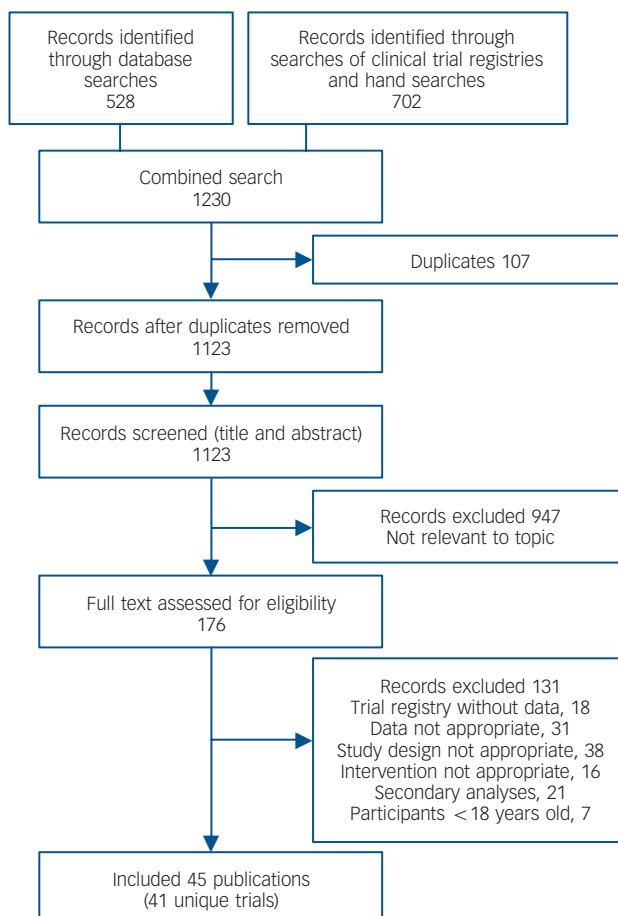 Records identified
through database
searches
528
Records identified through
searches of clinical trial registries
and hand searches
702
Combined search
1230
Duplicates 107
Records after duplicates removed
1123
Records screened (title and abstract)
1123
Records excluded 947
Not relevant to topic
Full text assessed for eligibility
176
Records excluded 131
Trial registry without data, 18
Data not appropriate, 31
Study design not appropriate, 38
Intervention not appropriate, 16
Secondary analyses, 21
Participants <18 years old, 7
Included 45 publications
(41 unique trials)